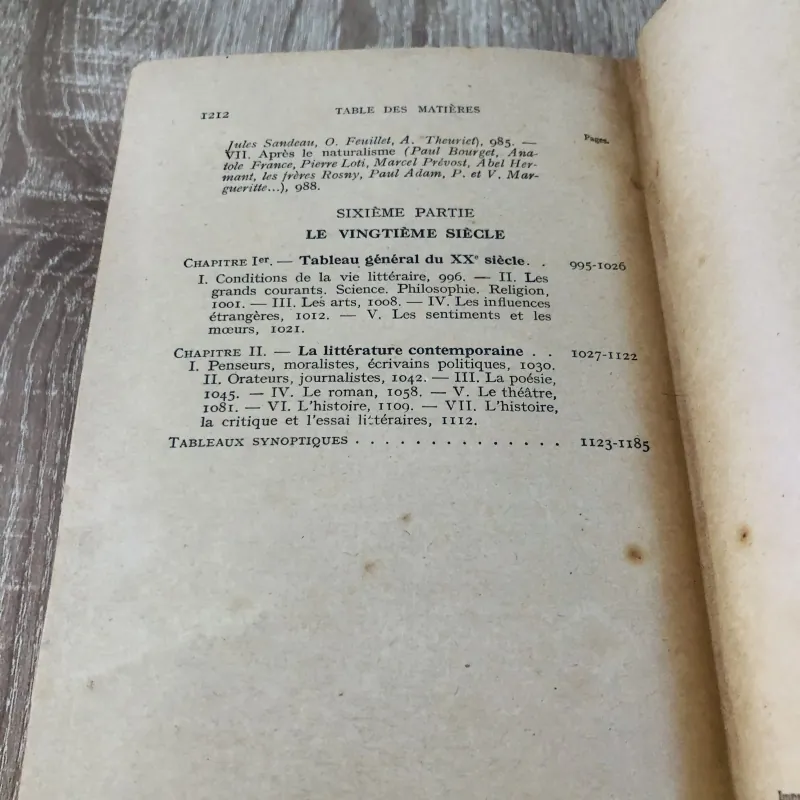 1212 TABLE DES MATIÈRES
Pages.
Jules Sandeau, O. Feuillet, A. Theuriet), 985. —
VII. Après le naturalisme (Paul Bourget, Ana-
tole France, Pierre Loti, Marcel Prévost, Abel Her-
mant, les frères Rosny, Paul Adam, P. et V. Mar-
gueritte...), 988.
SIXIÈME PARTIE
LE VINGTIÈME SIÈCLE
CHAPITRE Ier. — Tableau général du XXe siècle. . 995-1026
I. Conditions de la vie littéraire, 996. — II. Les
grands courants. Science. Philosophie. Religion,
1001. — III. Les arts, 1008. — IV. Les influences
étrangères, 1012. — V. Les sentiments et les
mœurs, 1021.
CHAPITRE II. — La littérature contemporaine . . 1027-1122
I. Penseurs, moralistes, écrivains politiques, 1030.
II. Orateurs, journalistes, 1042. — III. La poésie,
1045. — IV. Le roman, 1058. — V. Le théâtre,
1081. — VI. L'histoire, 1109. — VII. L'histoire,
la critique et l'essai littéraires, 1112.
TABLEAUX SYNOPTIQUES . . . . . . . . . . . . . . 1123-1185